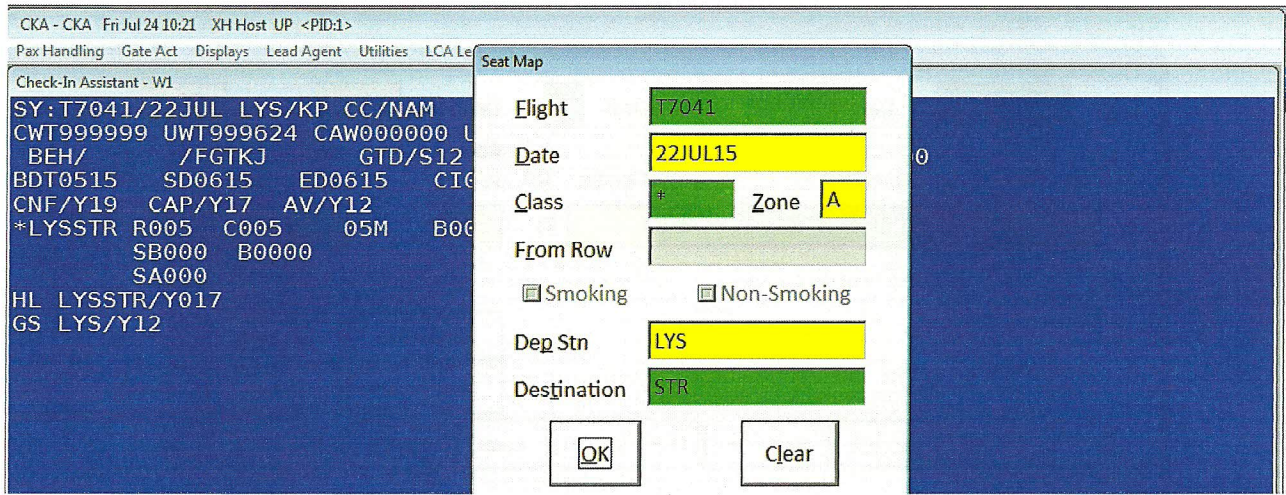 CKA - CKA Fri Jul 24 10:21 XH Host UP <PID:1>
Pax Handling Gate Act Displays Lead Agent Utilities LCA Le
Check-In Assistant - W1
SY:T7041/22JUL LYS/KP CC/NAM
CWT999999 UWT999624 CAW000000 U
BEH/ /FGTKJ GTD/S12 0
BDT0515 SD0615 ED0615 CI0
CNF/Y19 CAP/Y17 AV/Y12
*LYSSTR R005 C005 05M B00
SB000 B0000
SA000
HL LYSSTR/Y017
GS LYS/Y12
Seat Map
Flight T7041
Date 22JUL15
Class * Zone A
From Row
Smoking Non-Smoking
Dep Stn LYS
Destination STR
OK Clear